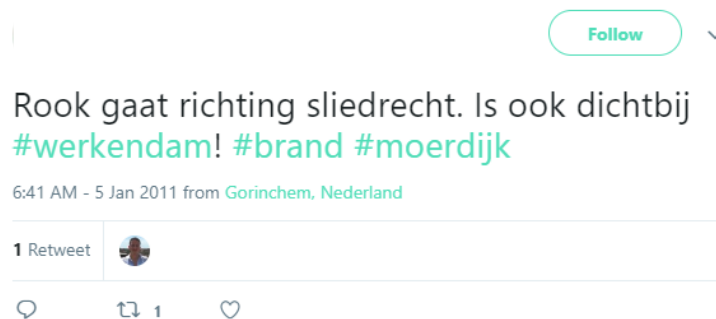 Follow
Rook gaat richting sliedrecht. Is ook dichtbij
#werkendam! #brand #moerdijk
6:41 AM - 5 Jan 2011 from Gorinchem, Nederland
1 Retweet
1